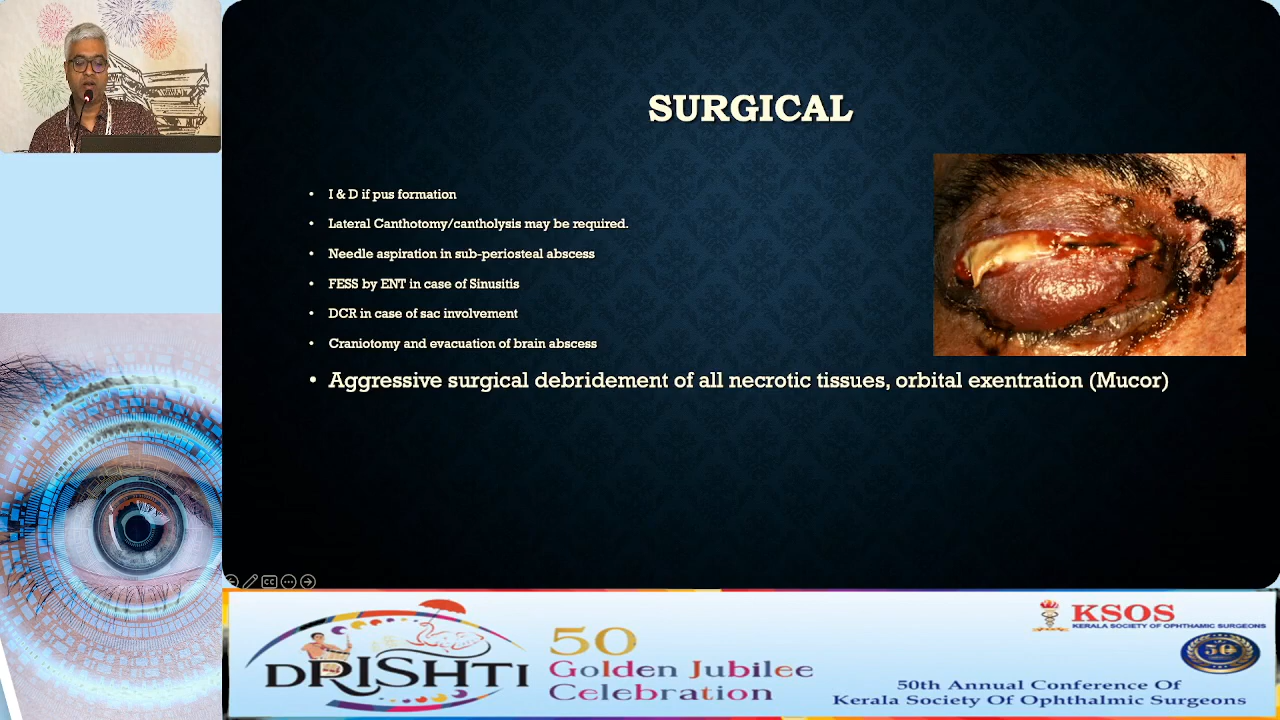 SURGICAL
• I & D if pus formation
• Lateral Canthotomy/cantholysis may be required.
• Needle aspiration in sub-periosteal abscess
• FESS by ENT in case of Sinusitis
• DCR in case of sac involvement
• Craniotomy and evacuation of brain abscess
• Aggressive surgical debridement of all necrotic tissues, orbital exentration (Mucor)
CC
DRISHTI
50
Golden Jubilee
Celebration
KSOS
KERALA SOCIETY OF OPHTHAMIC SURGEONS
50
50th Annual Conference Of
Kerala Society Of Ophthalmic Surgeons